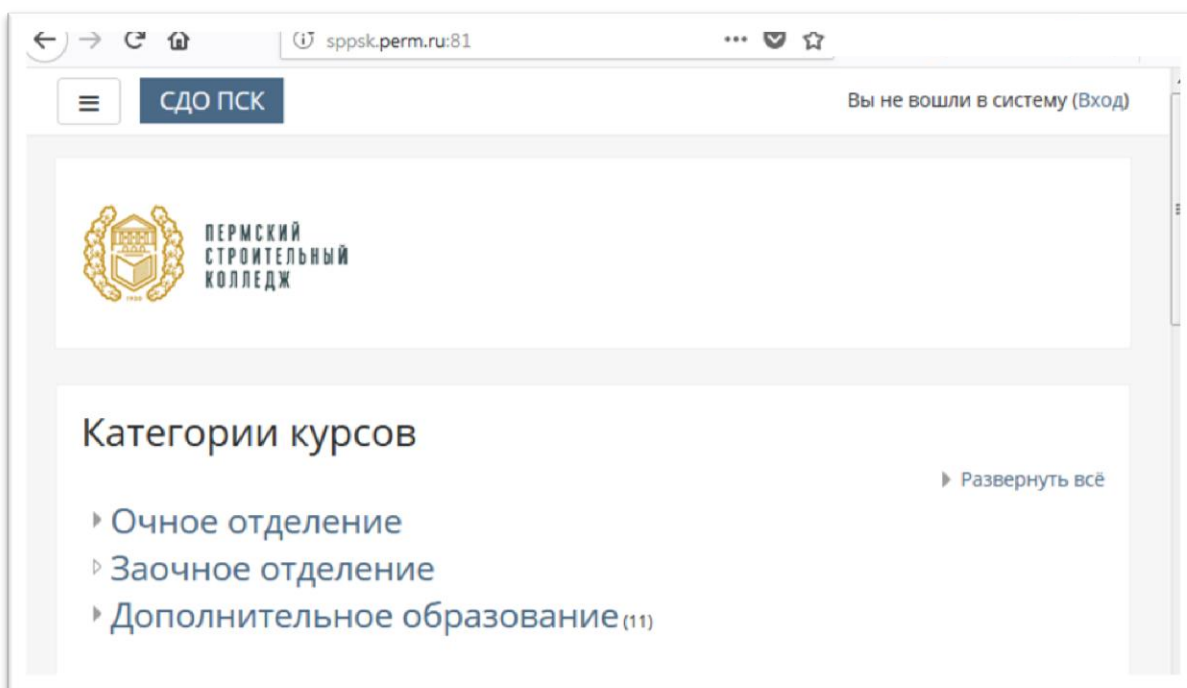 sppsk.perm.ru:81
СДО ПСК
Вы не вошли в систему (Вход)
ПЕРМСКИЙ
СТРОИТЕЛЬНЫЙ
КОЛЛЕДЖ
Категории курсов
Развернуть всё
Очное отделение
Заочное отделение
Дополнительное образование (11)